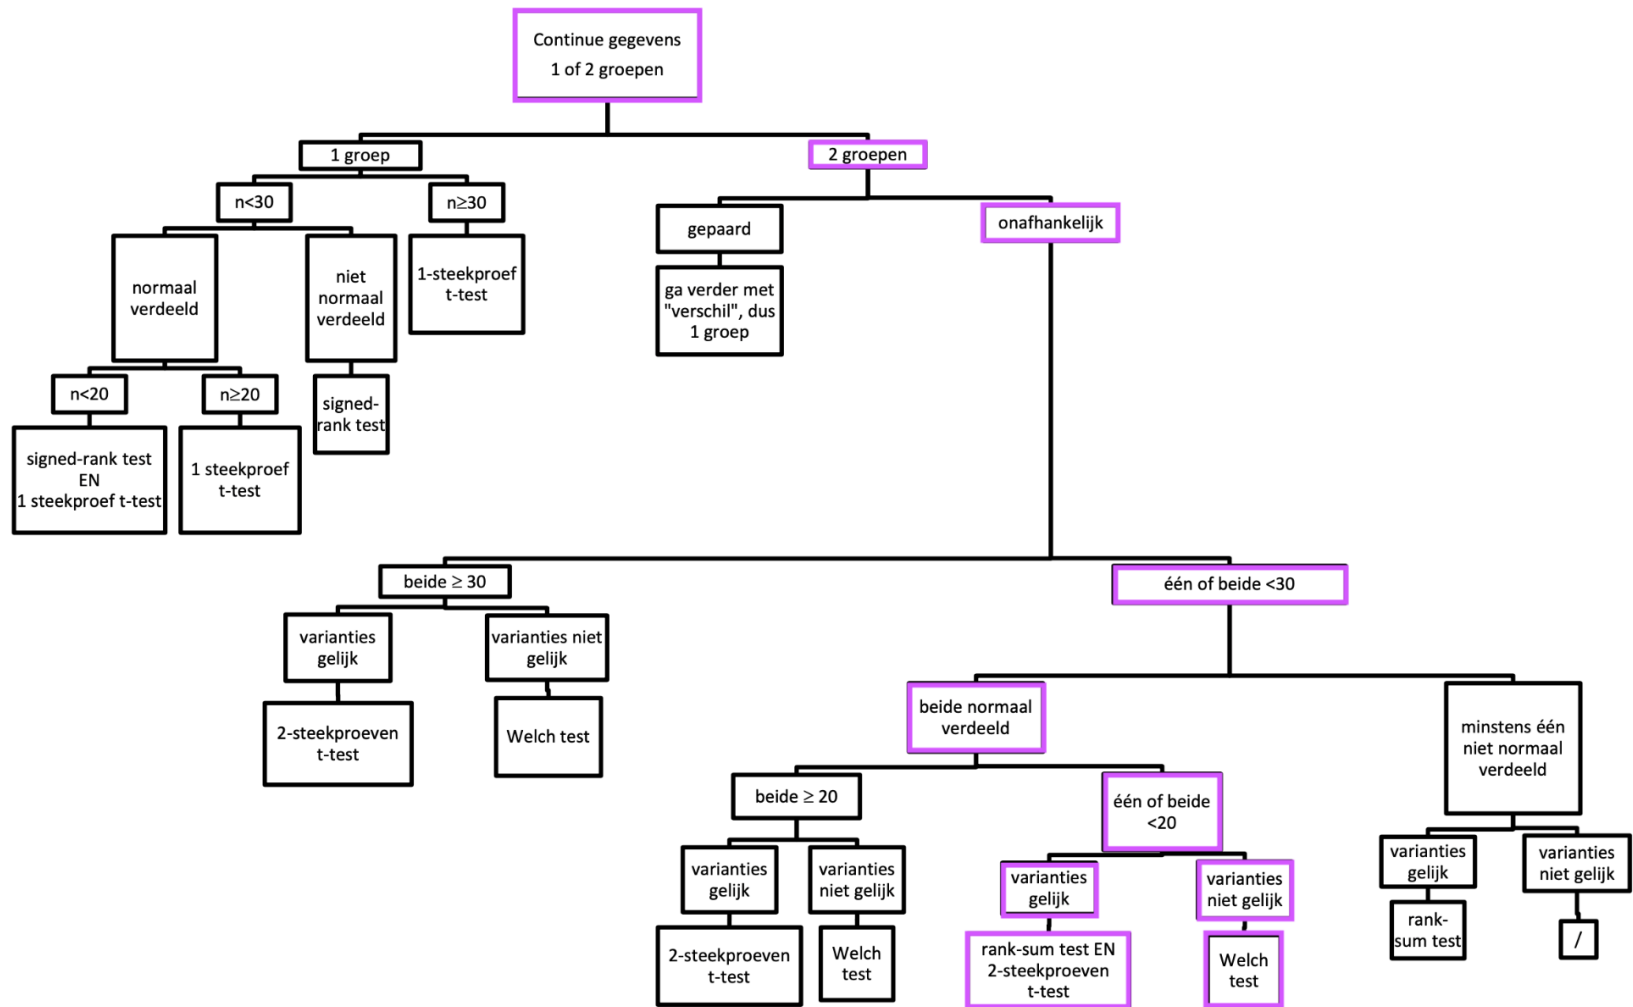 Continue gegevens
1 of 2 groepen
1 groep
2 groepen
n<30
n≥30
gepaard
onafhankelijk
normaal
verdeeld
niet
normaal
verdeeld
1-steekproef
t-test
ga verder met
"verschil", dus
1 groep
n<20
n≥20
signed-
rank test
signed-rank test
EN
1 steekproef t-test
1 steekproef
t-test
beide ≥ 30
één of beide <30
varianties
gelijk
varianties niet
gelijk
2-steekproeven
t-test
Welch test
beide normaal
verdeeld
minstens één
niet normaal
verdeeld
beide ≥ 20
één of beide
<20
varianties
gelijk
varianties
niet gelijk
varianties
gelijk
varianties
niet gelijk
varianties
gelijk
varianties
niet gelijk
2-steekproeven
t-test
Welch
test
rank-sum test EN
2-steekproeven
t-test
Welch
test
rank-
sum test
/